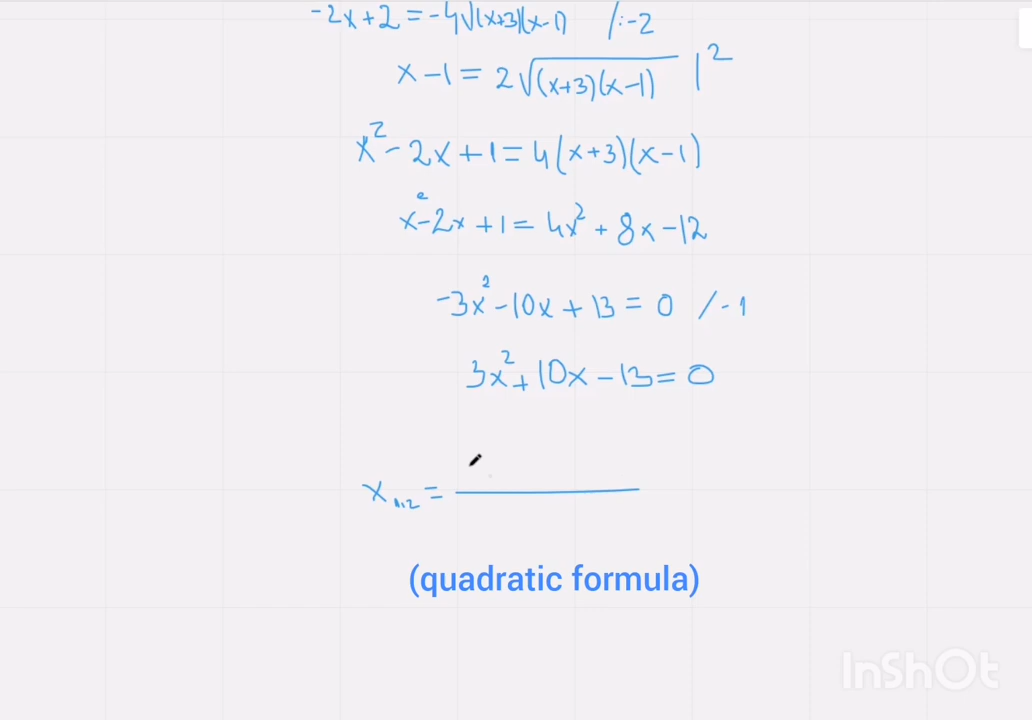 -2x+2=-4√(x+3)(x-1) /:-2
x-1=2√(x+3)(x-1) |²
x²-2x+1=4(x+3)(x-1)
x²-2x+1=4x²+8x-12
-3x²-10x+13=0 /-1
3x²+10x-13=0
x₁,₂=
(quadratic formula)
InShOt